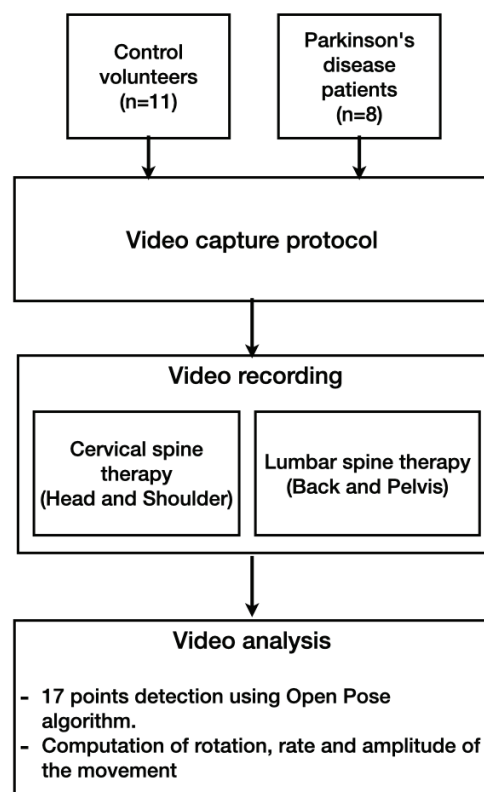 Control
volunteers
(n=11)
Parkinson's
disease
patients
(n=8)
Video capture protocol
Video recording
Cervical spine
therapy
(Head and Shoulder)
Lumbar spine therapy
(Back and Pelvis)
Video analysis
- 17 points detection using Open Pose
algorithm.
- Computation of rotation, rate and amplitude of
the movement